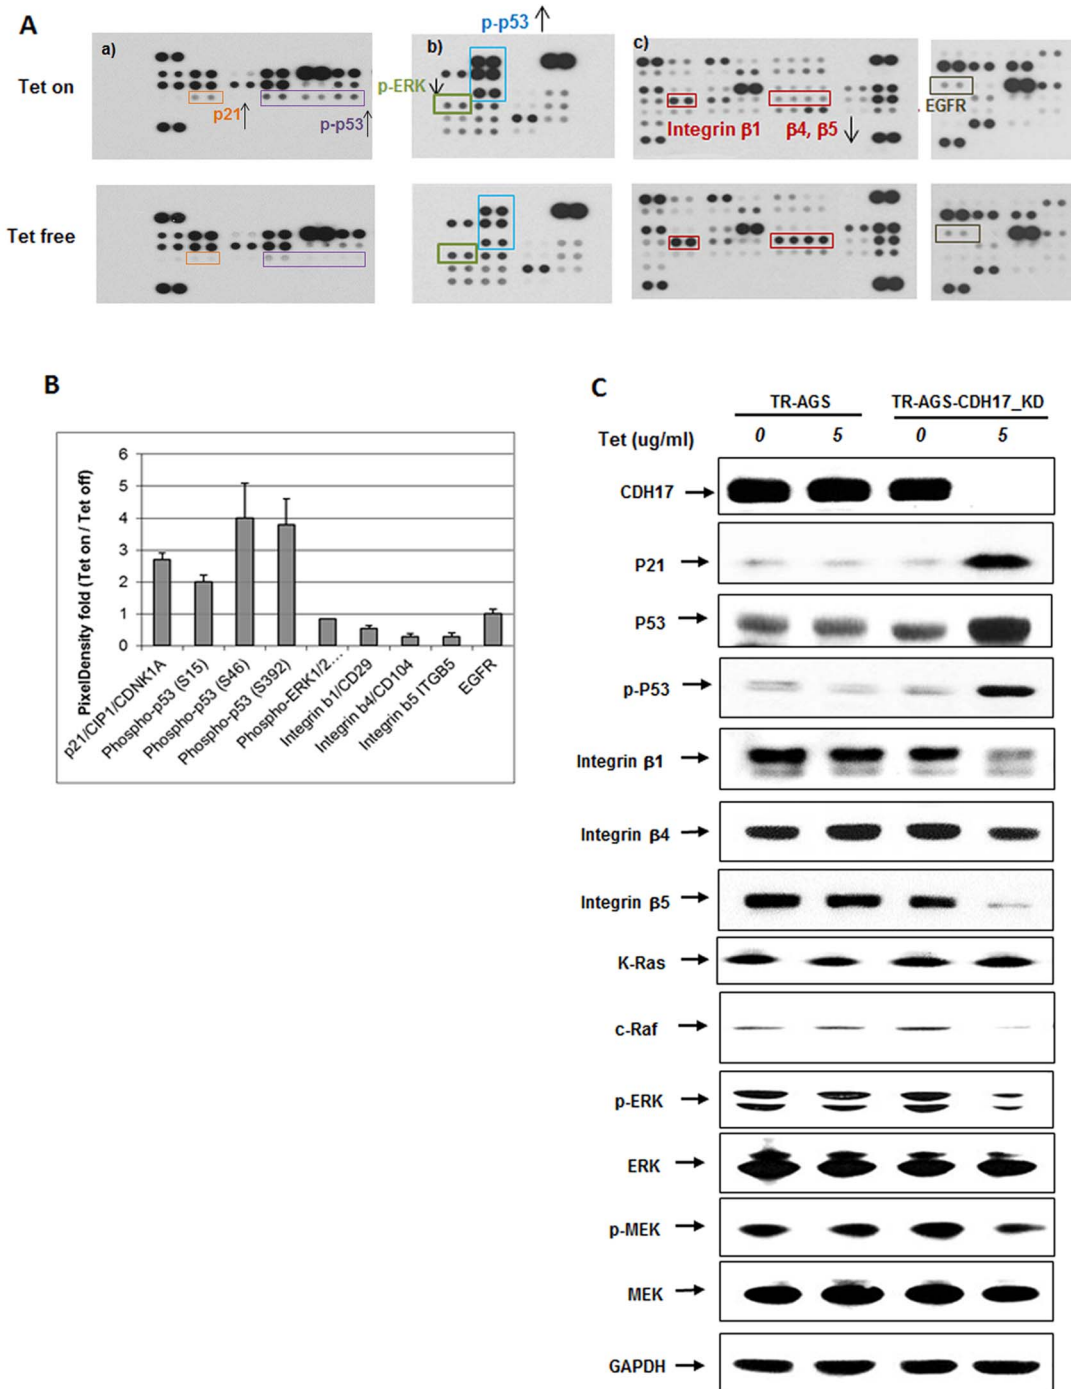 A
a)
b)
p-p53 ↑
c)
Tet on
p-ERK ↓
p21 ↑
p-p53 ↑
Integrin β1
β4, β5 ↓
. EGFR
Tet free
B
PixelDensity fold (Tet on / Tet off)
6
5
4
3
2
1
0
p21/CIP1/CDNK1A
Phospho-p53 (S15)
Phospho-p53 (S46)
Phospho-p53 (S392)
Phospho-ERK1/2...
Integrin b1/CD29
Integrin b4/CD104
Integrin b5 ITGB5
EGFR
C
TR-AGS TR-AGS-CDH17_KD
Tet (ug/ml) 0 5 0 5
CDH17
P21
P53
p-P53
Integrin β1
Integrin β4
Integrin β5
K-Ras
c-Raf
p-ERK
ERK
p-MEK
MEK
GAPDH